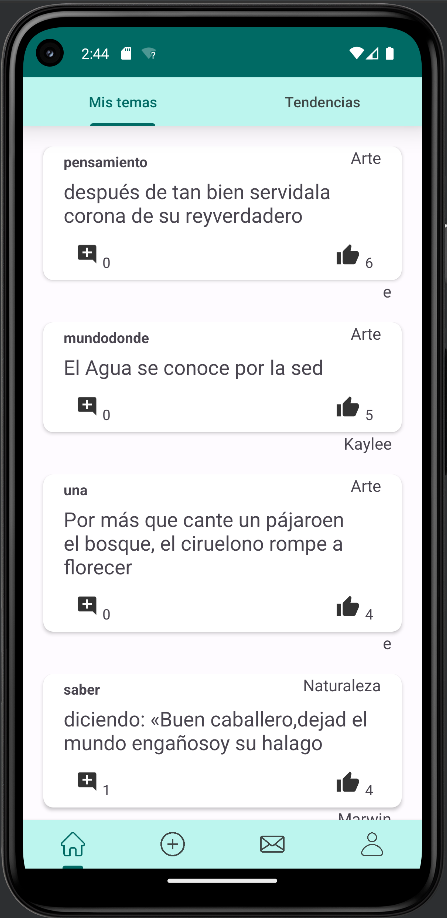 2:44
Mis temas Tendencias
pensamiento Arte
después de tan bien servidala
corona de su reyverdadero
0 6
e
mundodonde Arte
El Agua se conoce por la sed
0 5
Kaylee
una Arte
Por más que cante un pájaroen
el bosque, el ciruelono rompe a
florecer
0 4
e
saber Naturaleza
diciendo: «Buen caballero,dejad el
mundo engañosoy su halago
1 4
Marwin